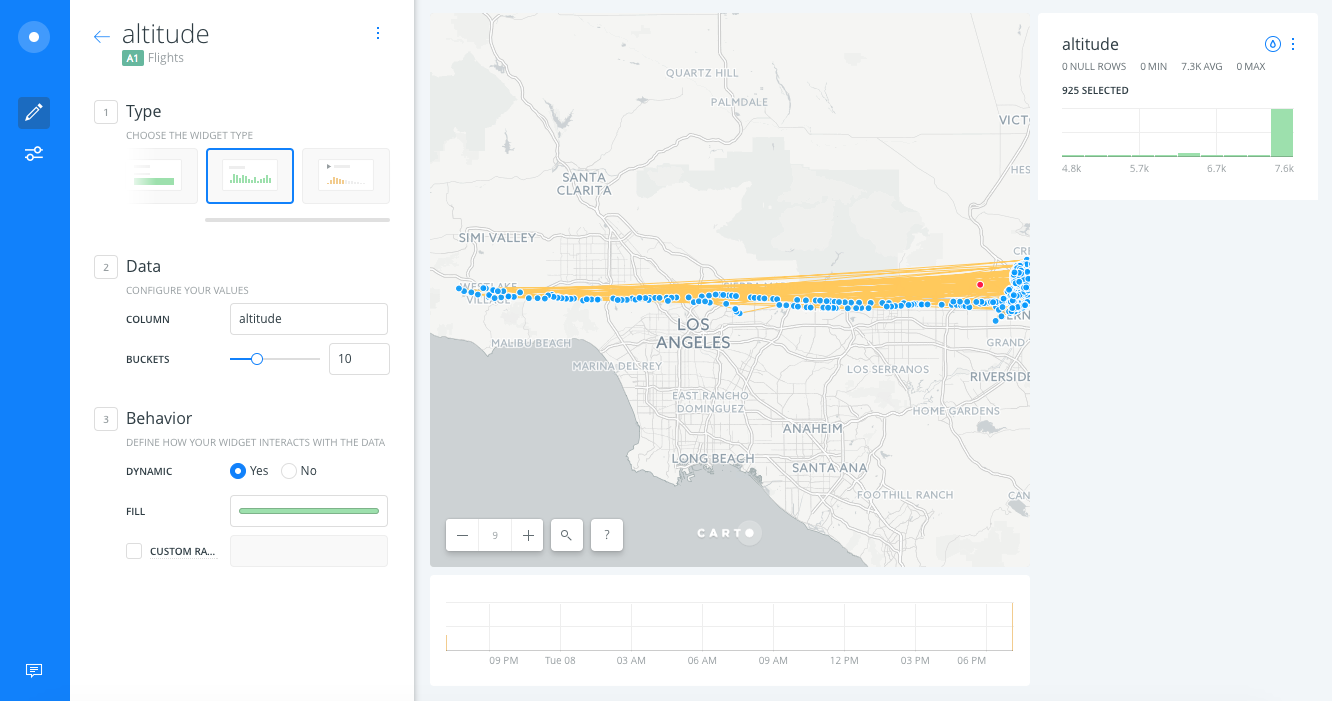 altitude
A1 Flights
1 Type
CHOOSE THE WIDGET TYPE
2 Data
CONFIGURE YOUR VALUES
COLUMN altitude
BUCKETS 10
3 Behavior
DEFINE HOW YOUR WIDGET INTERACTS WITH THE DATA
DYNAMIC Yes No
FILL
CUSTOM RA...
QUARTZ HILL
PALMDALE
VICT
HES
SANTA
CLARITA
SIMI VALLEY
CRE
WESTLAKE
VILLAGE
LOS
ANGELES
MALIBU BEACH
GRAND
MARINA DEL REY
LOS SERRANOS
RIVERSIDE
EAST RANCHO
DOMINGUEZ
HOME GARDENS
ANAHEIM
LONG BEACH
SANTA ANA
FOOTHILL RANCH
CAN
9
?
CARTO
09 PM Tue 08 03 AM 06 AM 09 AM 12 PM 03 PM 06 PM
altitude
0 NULL ROWS 0 MIN 7.3K AVG 0 MAX
925 SELECTED
4.8k 5.7k 6.7k 7.6k